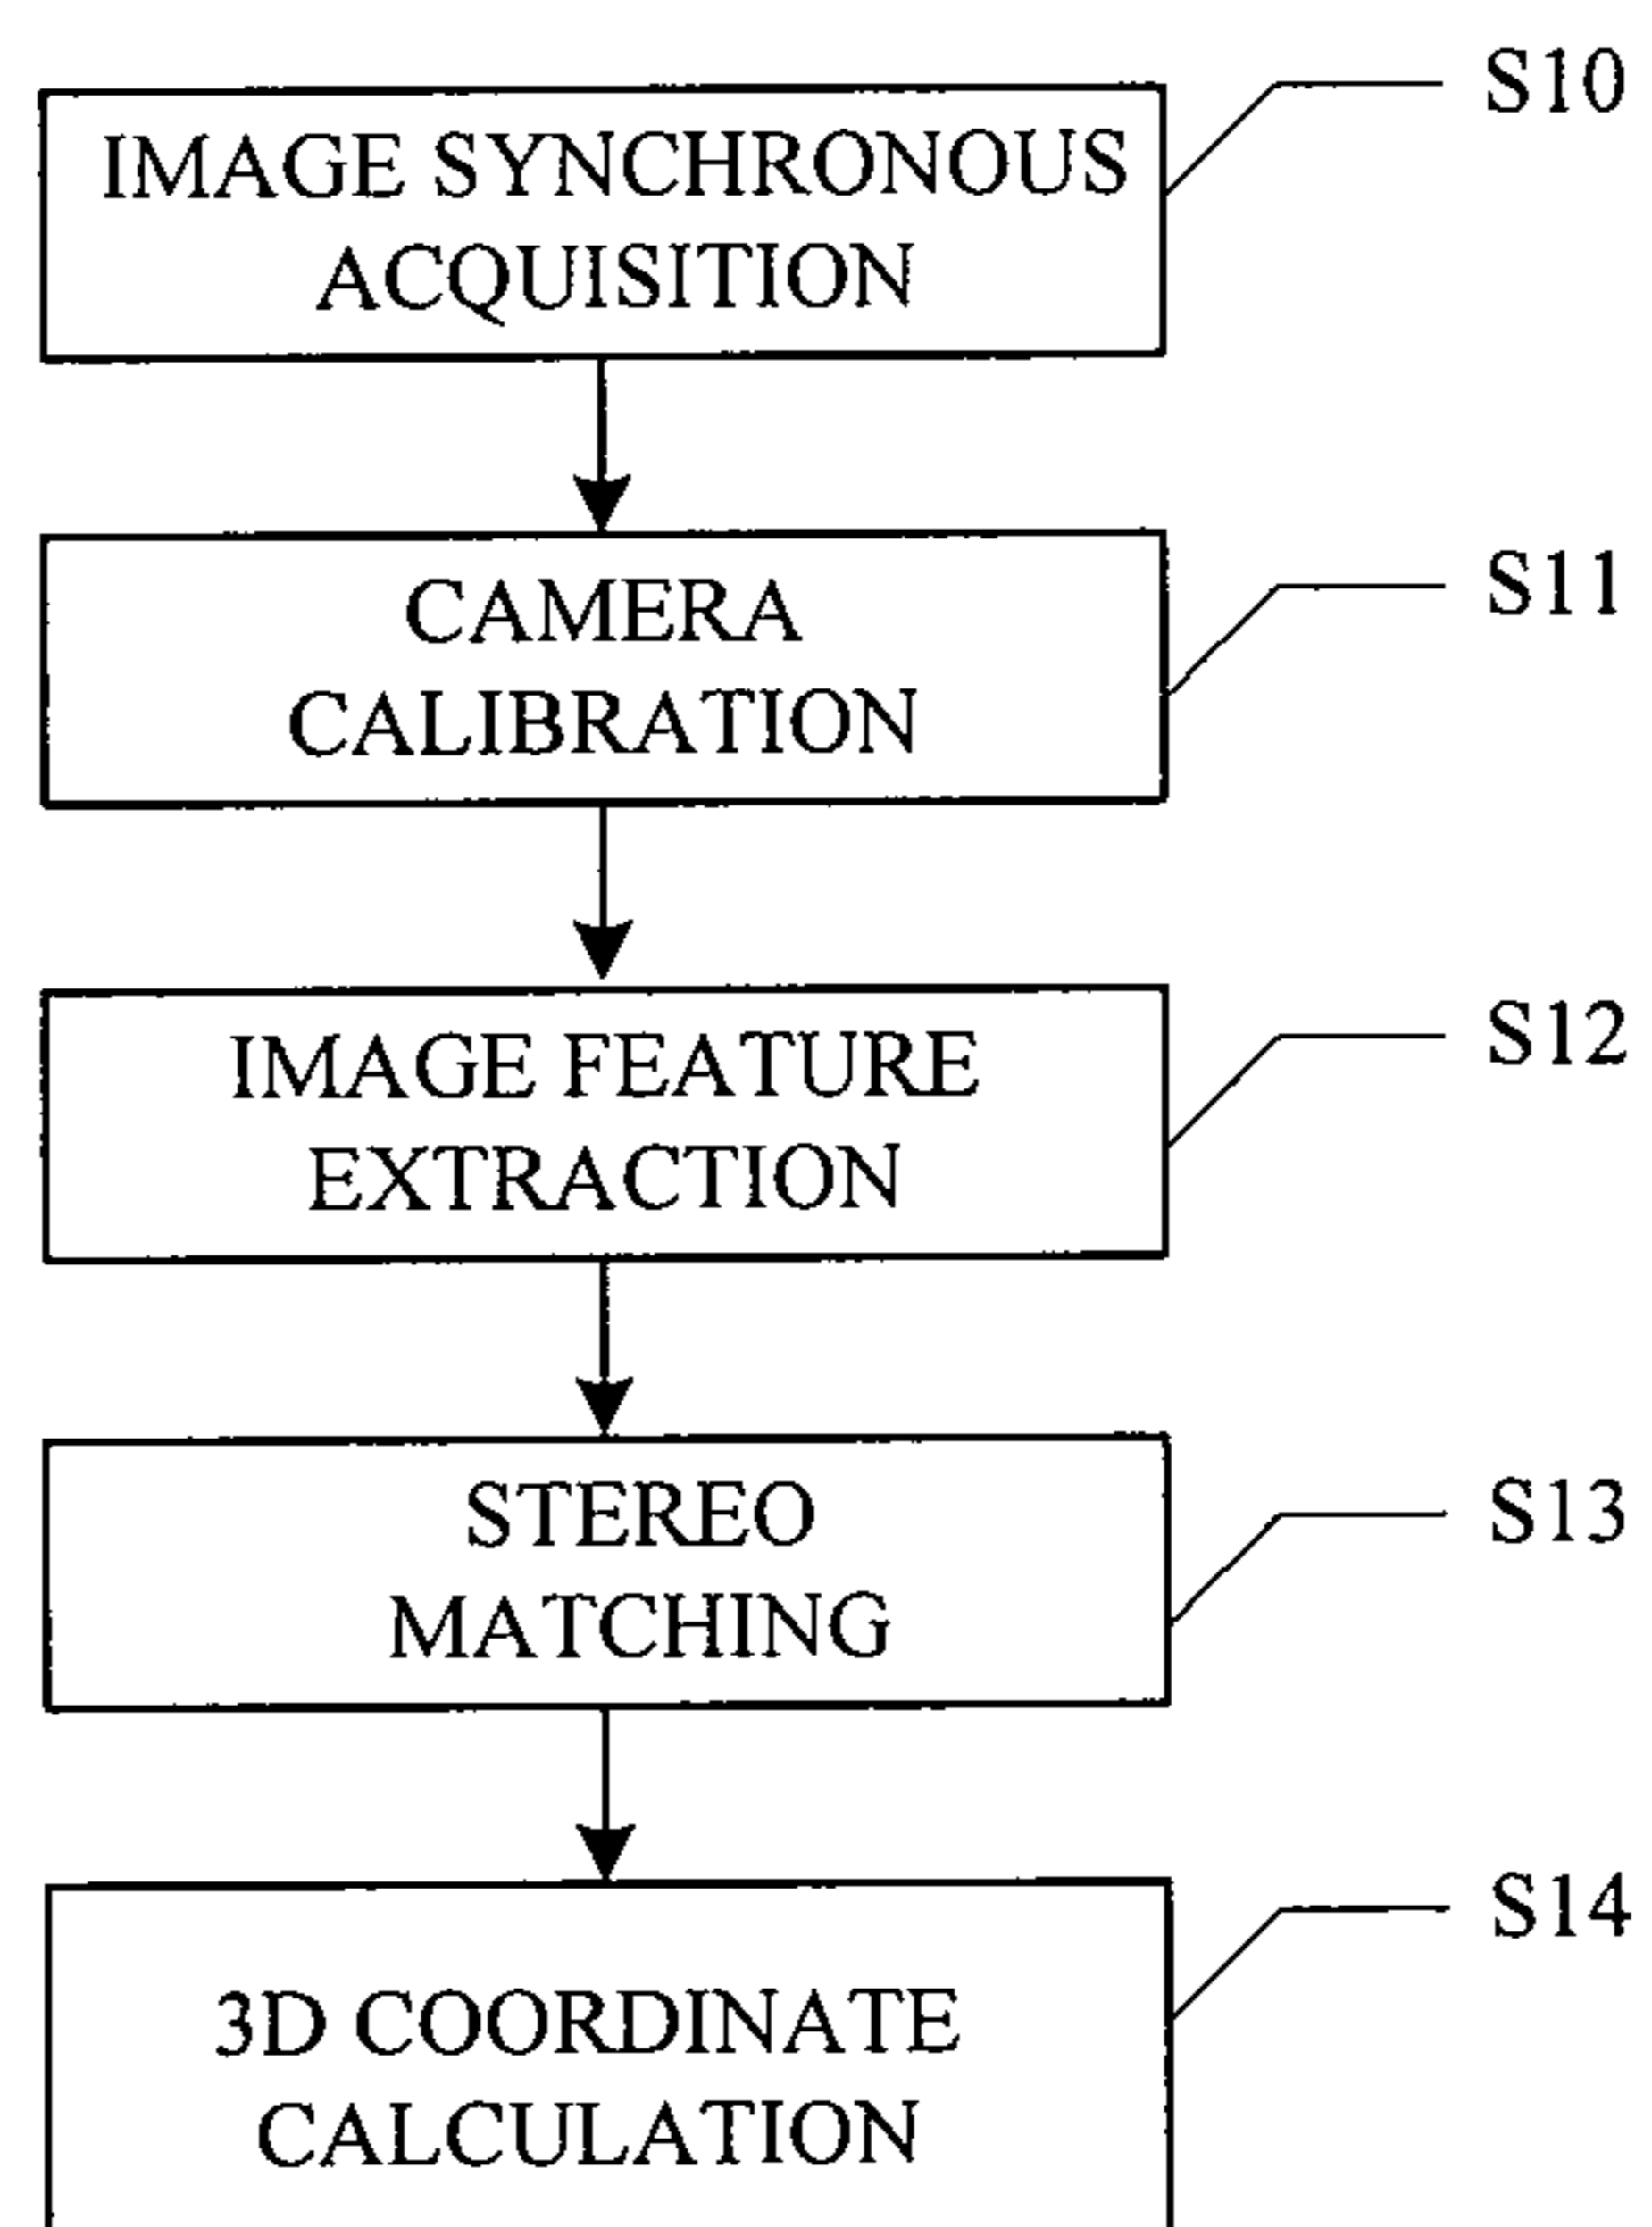 S10
IMAGE SYNCHRONOUS
ACQUISITION
S11
CAMERA
CALIBRATION
S12
IMAGE FEATURE
EXTRACTION
S13
STEREO
MATCHING
S14
3D COORDINATE
CALCULATION